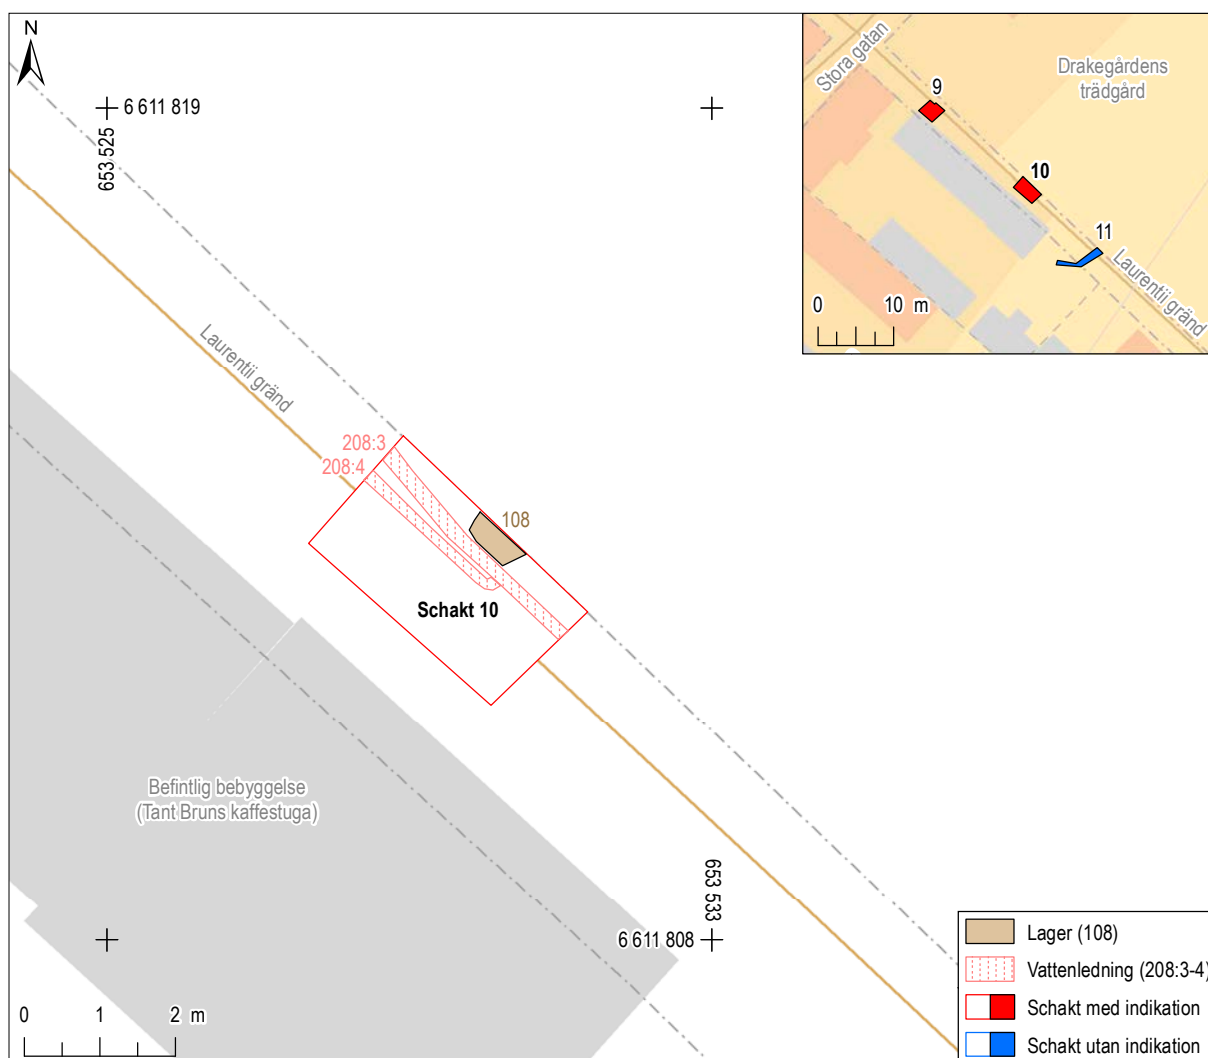 N
6 611 819
653 525
Stora gatan
Drakegårdens
trädgård
9
10
11
Laurentii gränd
0 10 m
Laurentii gränd
208:3
208:4
108
Schakt 10
Befintlig bebyggelse
(Tant Bruns kaffestuga)
653 533
6 611 808
0 1 2 m
Lager (108)
Vattenledning (208:3-4)
Schakt med indikation
Schakt utan indikation